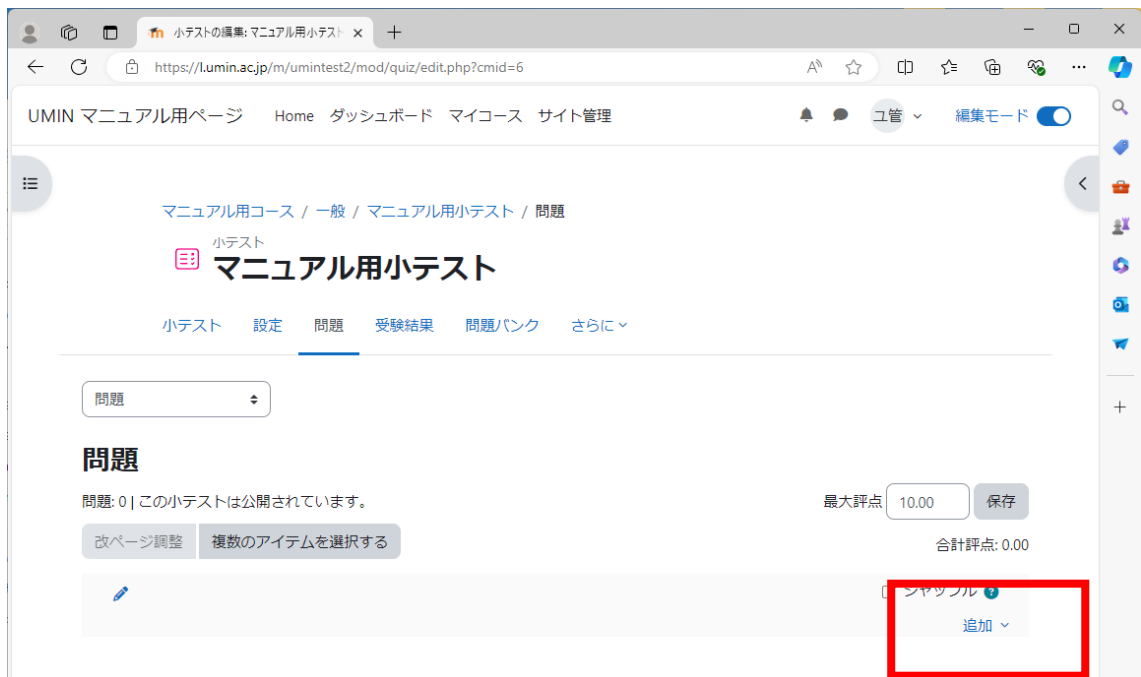 小テストの編集: マニュアル用小テスト
https://l.umin.ac.jp/m/umintest2/mod/quiz/edit.php?cmid=6
UMIN マニュアル用ページ Home ダッシュボード マイコース サイト管理 ユ管 編集モード
マニュアル用コース / 一般 / マニュアル用小テスト / 問題
小テスト
マニュアル用小テスト
小テスト 設定 問題 受験結果 問題バンク さらに
問題
問題
問題: 0 | この小テストは公開されています。 最大評点 10.00 保存
改ページ調整 複数のアイテムを選択する 合計評点: 0.00
シャッフル
追加